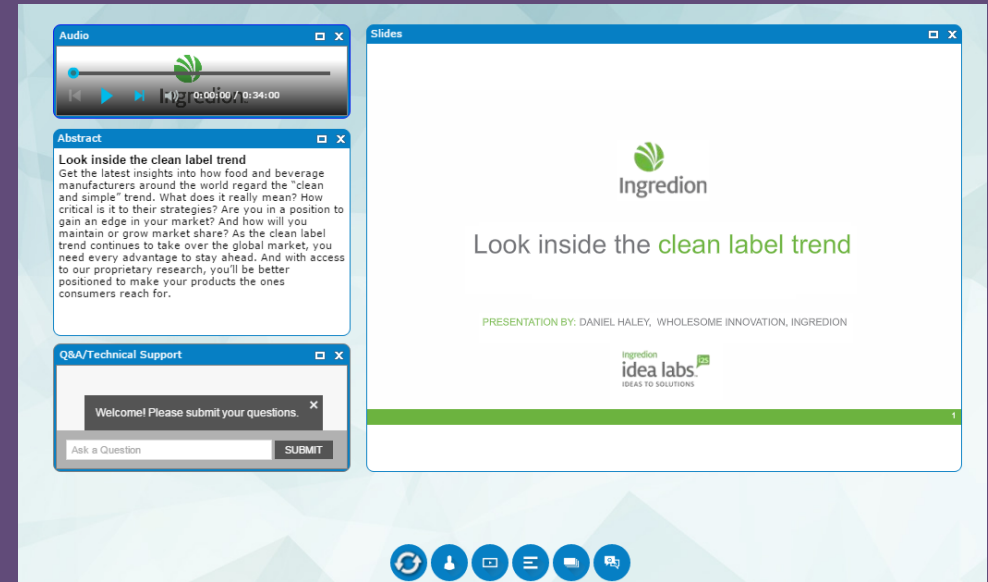 Audio
Ingredion
0:00:00 / 0:34:00
Abstract
Look inside the clean label trend
Get the latest insights into how food and beverage
manufacturers around the world regard the “clean
and simple” trend. What does it really mean? How
critical is it to their strategies? Are you in a position to
gain an edge in your market? And how will you
maintain or grow market share? As the clean label
trend continues to take over the global market, you
need every advantage to stay ahead. And with access
to our proprietary research, you’ll be better
positioned to make your products the ones
consumers reach for.
Q&A/Technical Support
Welcome! Please submit your questions.
Ask a Question
SUBMIT
Slides
Ingredion
Look inside the clean label trend
PRESENTATION BY: DANIEL HALEY, WHOLESOME INNOVATION, INGREDION
Ingredion
idea labs.
IDEAS TO SOLUTIONS
1